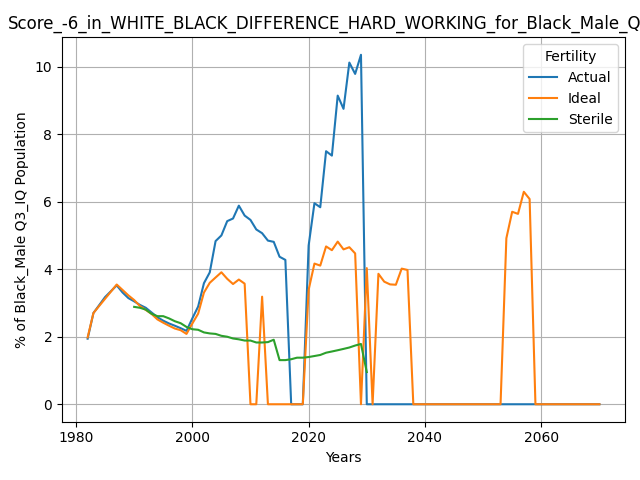 Score_-6_in_WHITE_BLACK_DIFFERENCE_HARD_WORKING_for_Black_Male_Q
Fertility
Actual
Ideal
Sterile
% of Black_Male Q3_IQ Population
10
8
6
4
2
0
1980 2000 2020 2040 2060
Years